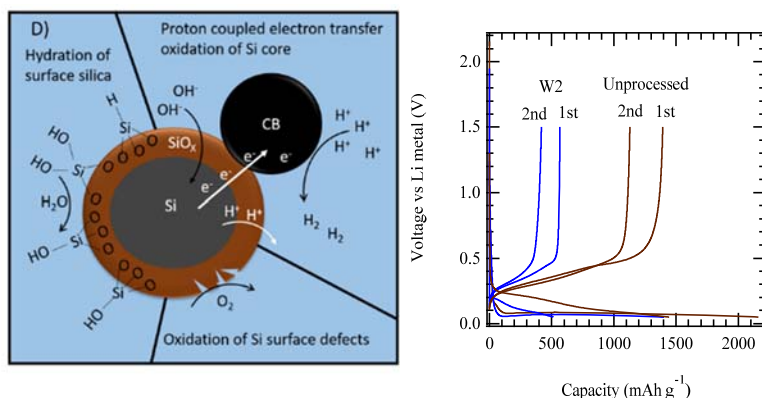 D)
Proton coupled electron transfer
oxidation of Si core
Hydration of
surface silica
OH-
OH-
H
Si
O O O O
SiOx
CB
H+
H+
H+
H+
HO
HO
Si
e- e-
e-
e-
Si
H2O
H+ H+
H2
H2
HO
Si
O O O O O O O O
HO
Si
O2
Oxidation of Si surface defects
Voltage vs Li metal (V)
2.0
1.5
1.0
0.5
0.0
W2
Unprocessed
2nd 1st
2nd 1st
0 500 1000 1500 2000
Capacity (mAh g-1)